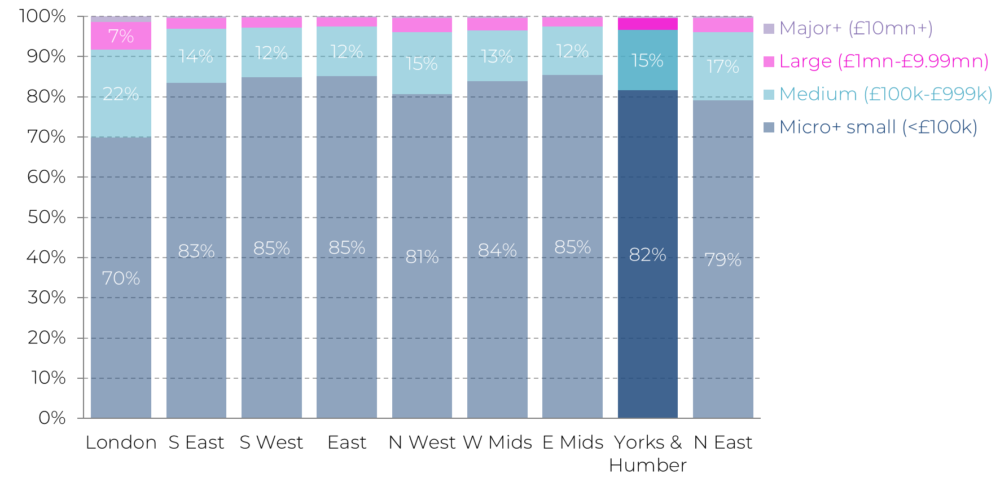 100%
90%
80%
70%
60%
50%
40%
30%
20%
10%
0%
7%
22%
70%
14%
83%
12%
85%
12%
85%
15%
81%
13%
84%
12%
85%
15%
82%
17%
79%
London
S East
S West
East
N West
W Mids
E Mids
Yorks &
Humber
N East
Major+ (£10mn+)
Large (£1mn-£9.99mn)
Medium (£100k-£999k)
Micro+ small (<£100k)